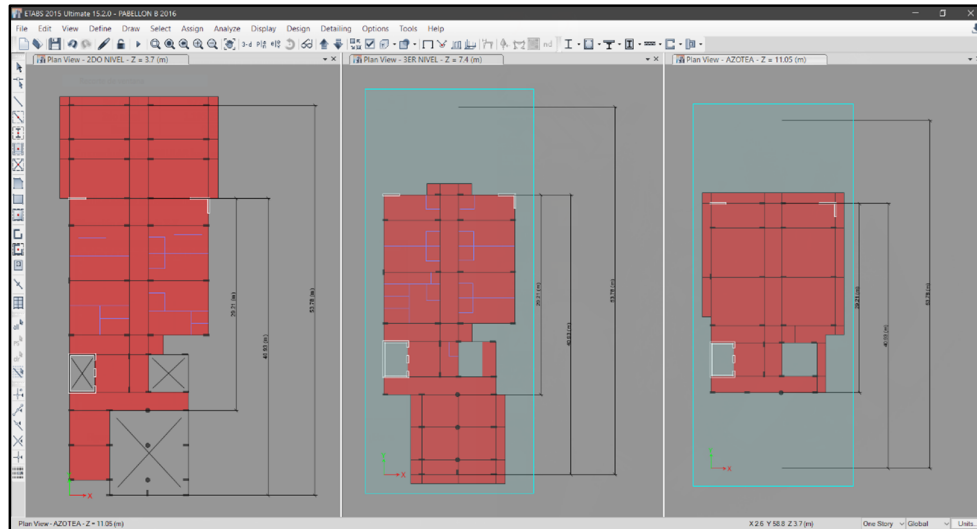 ETABS 2015 Ultimate 15.2.0 - PABELLON B 2016
File Edit View Define Draw Select Assign Analyze Display Design Detailing Options Tools Help
3-d
nd
Plan View - 2DO NIVEL - Z = 3.7 (m)
Plan View - 3ER NIVEL - Z = 7.4 (m)
Plan View - AZOTEA - Z = 11.05 (m)
X
X
X
Plan View - AZOTEA - Z = 11.05 (m)
X 2.6 Y 58.8 Z 3.7 (m)
One Story
Global
Units...